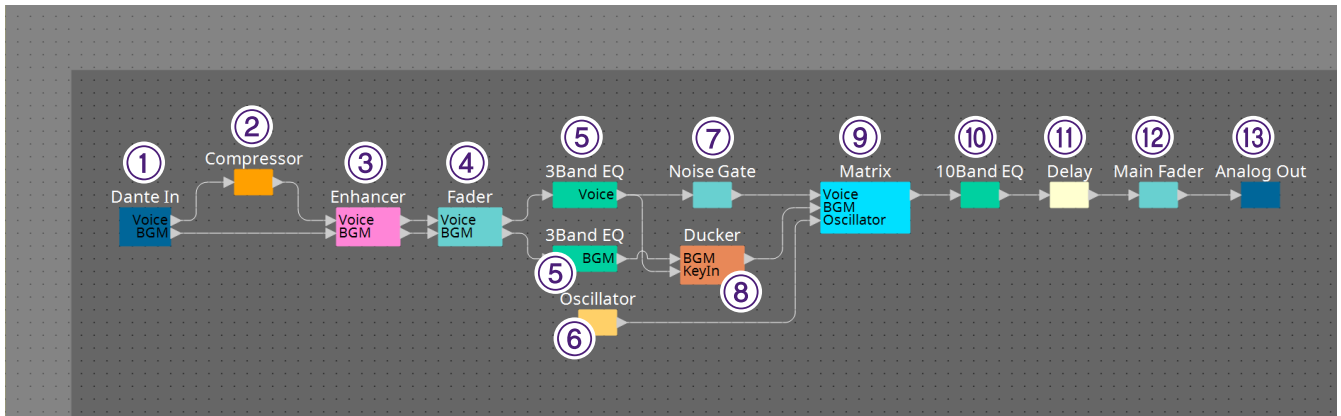 ①
Dante In
Voice
BGM
②
Compressor
③
Enhancer
Voice
BGM
④
Fader
Voice
BGM
⑤
3Band EQ
Voice
3Band EQ
BGM
⑤
Oscillator
⑥
⑦
Noise Gate
Ducker
BGM
KeyIn
⑧
⑨
Matrix
Voice
BGM
Oscillator
⑩
10Band EQ
⑪
Delay
⑫
Main Fader
⑬
Analog Out